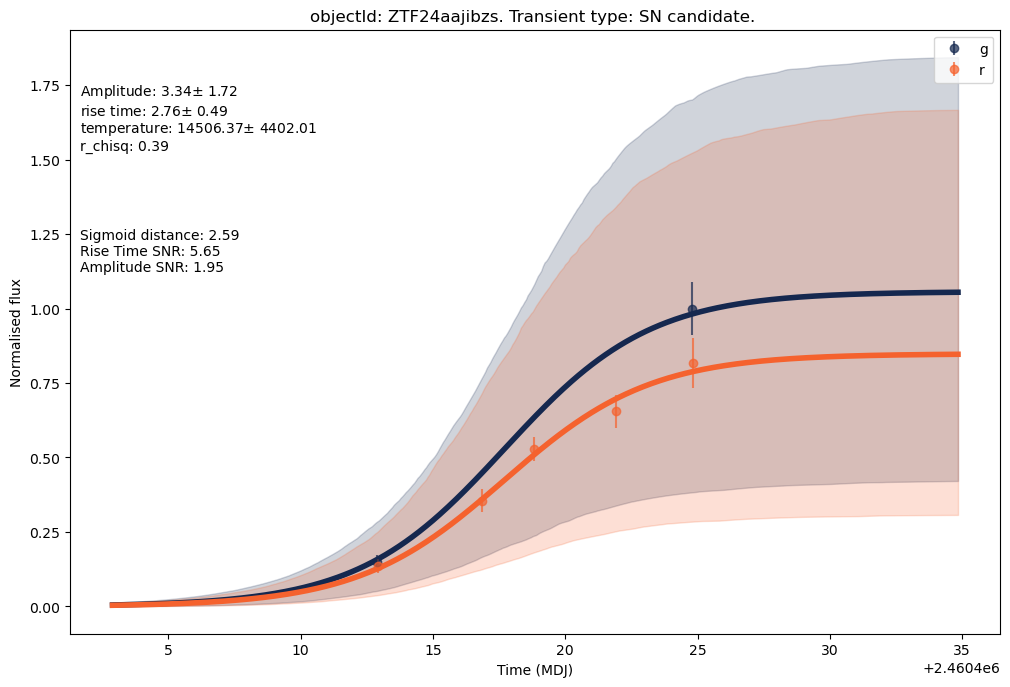 objectId: ZTF24aajibzs. Transient type: SN candidate.
g
r
Amplitude: 3.34± 1.72
rise time: 2.76± 0.49
temperature: 14506.37± 4402.01
r_chisq: 0.39
Sigmoid distance: 2.59
Rise Time SNR: 5.65
Amplitude SNR: 1.95
Normalised flux
1.75
1.50
1.25
1.00
0.75
0.50
0.25
0.00
5
10
15
20
25
30
35
Time (MDJ)
+2.4604e6